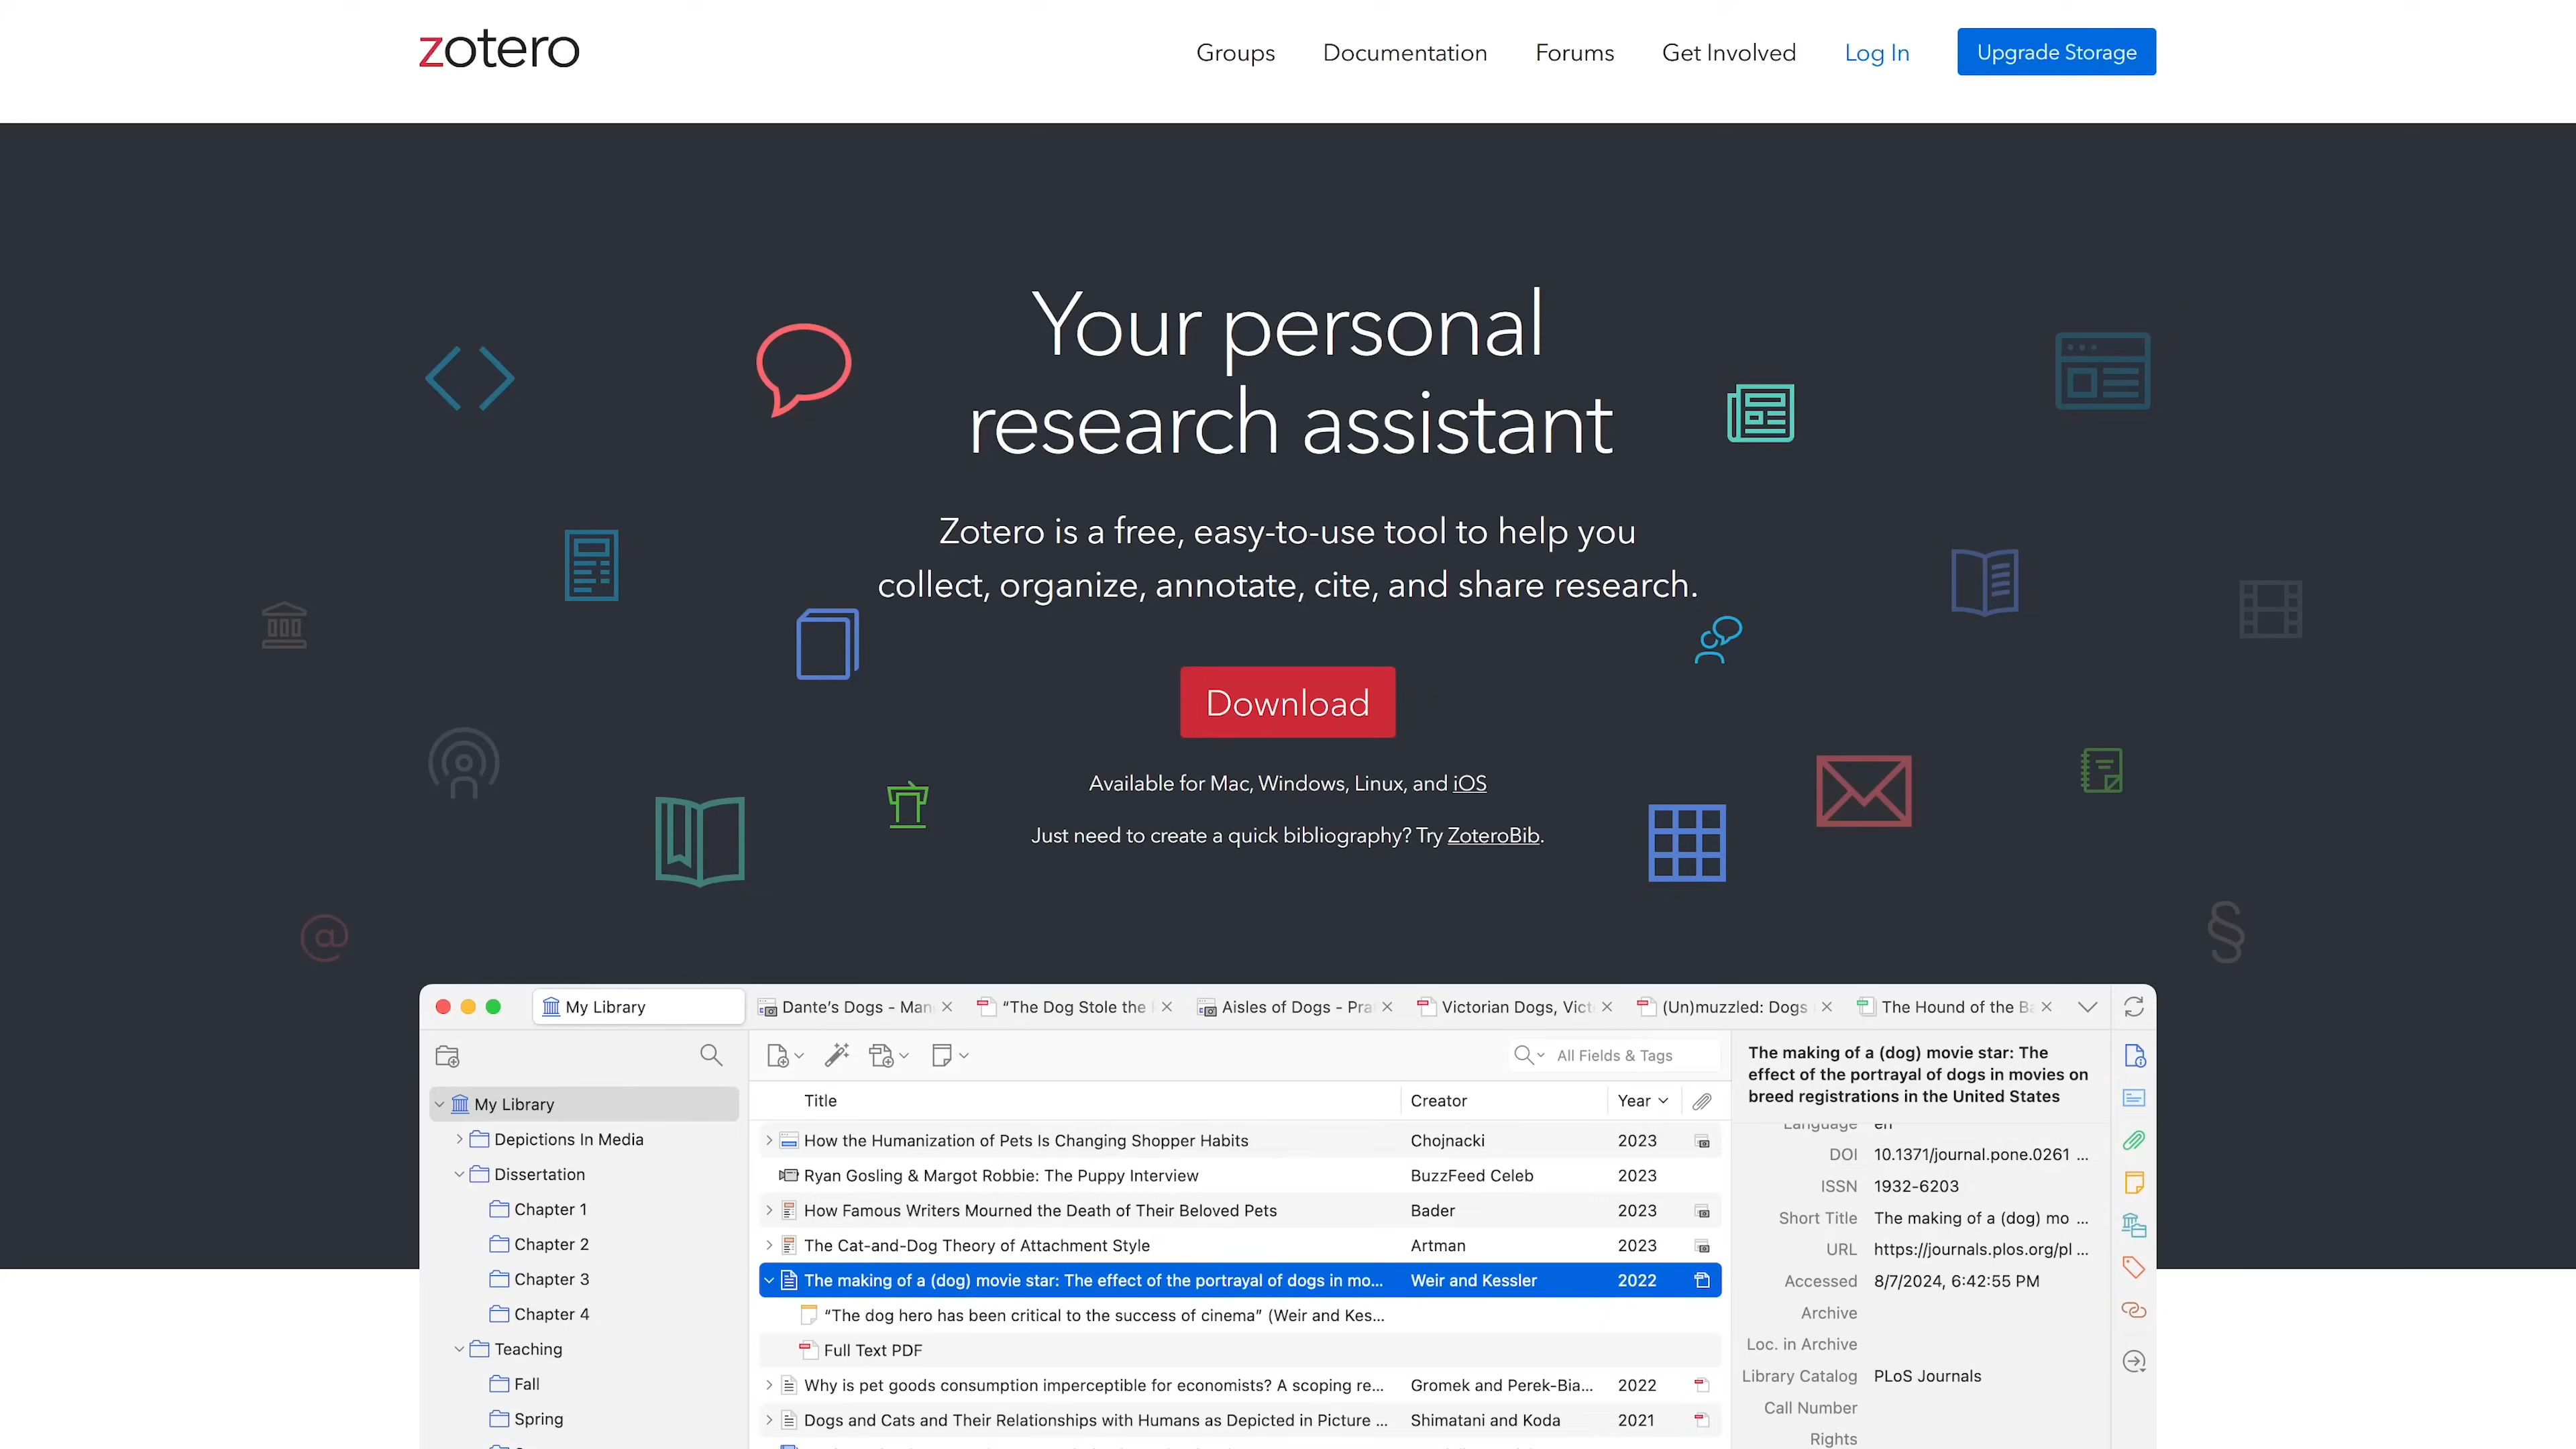 zotero
Groups Documentation Forums Get Involved Log In Upgrade Storage
Your personal
research assistant
Zotero is a free, easy-to-use tool to help you
collect, organize, annotate, cite, and share research.
Download
Available for Mac, Windows, Linux, and iOS
Just need to create a quick bibliography? Try ZoteroBib.
My Library
Dante's Dogs - Man
"The Dog Stole the
Aisles of Dogs - Pra
Victorian Dogs, Vict
(Un)muzzled: Dogs
The Hound of the Ba
All Fields & Tags
My Library
Depictions In Media
Dissertation
Chapter 1
Chapter 2
Chapter 3
Chapter 4
Teaching
Fall
Spring
Title Creator Year
How the Humanization of Pets Is Changing Shopper Habits Chojnacki 2023
Ryan Gosling & Margot Robbie: The Puppy Interview BuzzFeed Celeb 2023
How Famous Writers Mourned the Death of Their Beloved Pets Bader 2023
The Cat-and-Dog Theory of Attachment Style Artman 2023
The making of a (dog) movie star: The effect of the portrayal of dogs in mo... Weir and Kessler 2022
"The dog hero has been critical to the success of cinema" (Weir and Kes...
Full Text PDF
Why is pet goods consumption imperceptible for economists? A scoping re... Gromek and Perek-Bia... 2022
Dogs and Cats and Their Relationships with Humans as Depicted in Picture ... Shimatani and Koda 2021
The making of a (dog) movie star: The
effect of the portrayal of dogs in movies on
breed registrations in the United States
Language en
DOI 10.1371/journal.pone.0261 ...
ISSN 1932-6203
Short Title The making of a (dog) mo ...
URL https://journals.plos.org/pl ...
Accessed 8/7/2024, 6:42:55 PM
Archive
Loc. in Archive
Library Catalog PLoS Journals
Call Number
Rights